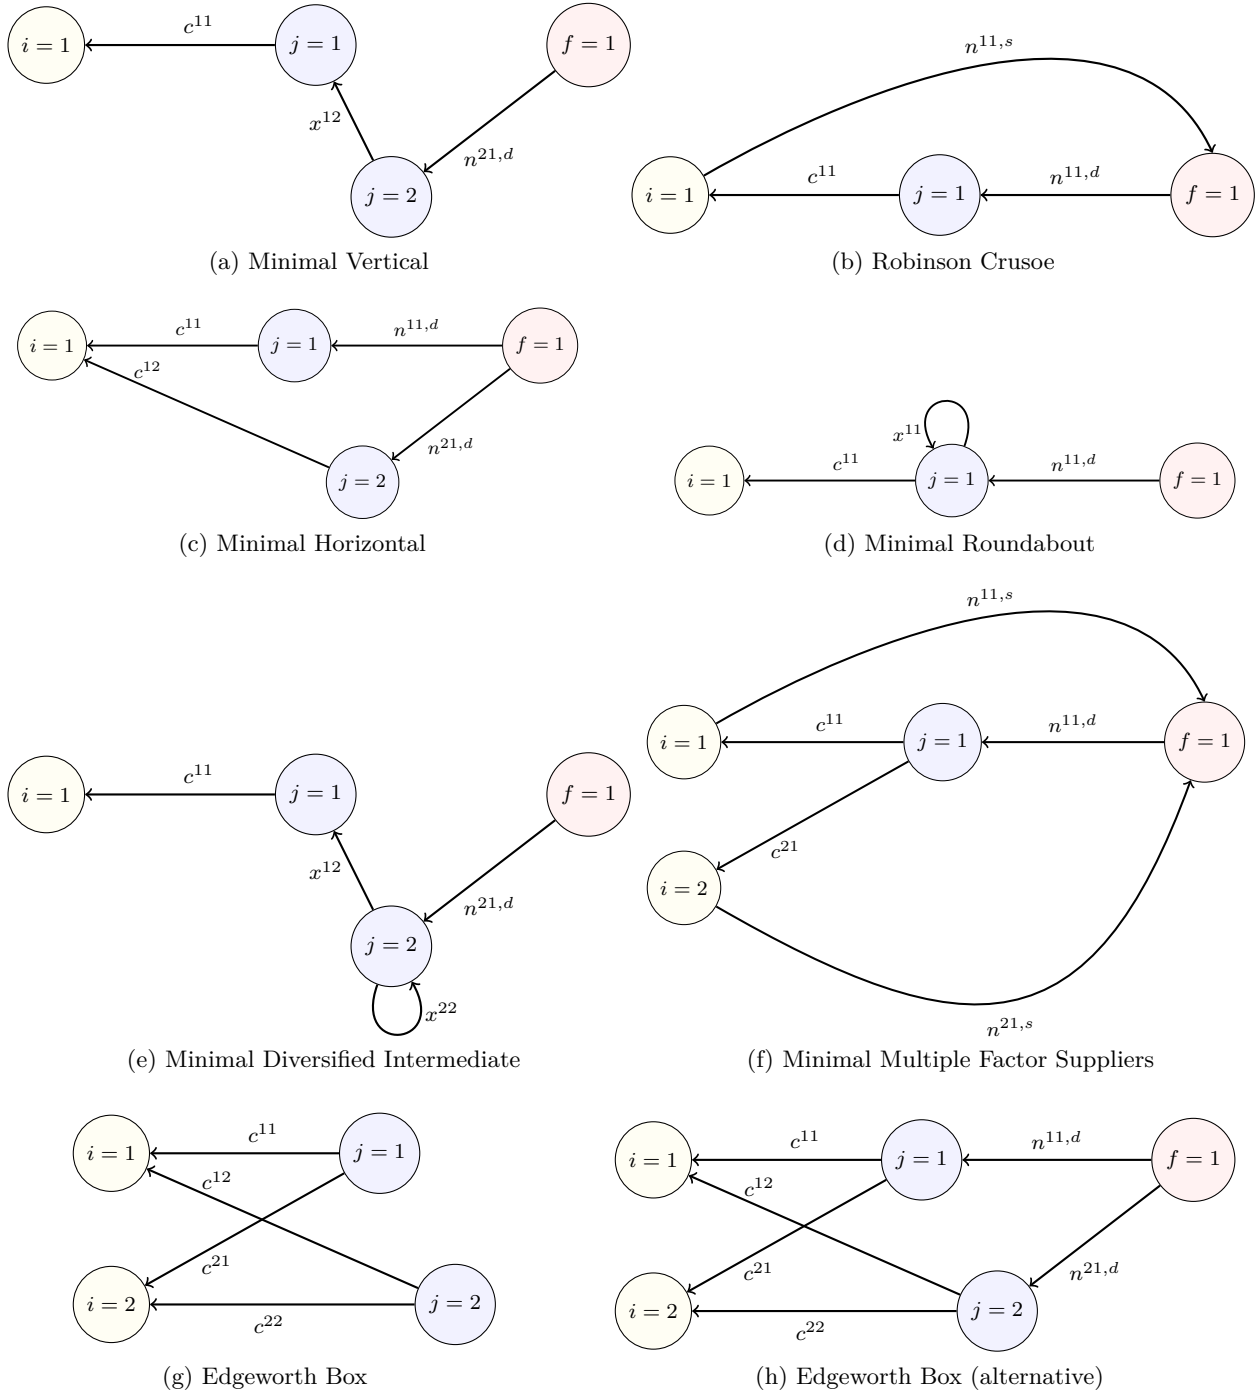 i = 1
c^{11}
j = 1
f = 1
x^{12}
n^{21,d}
j = 2
(a) Minimal Vertical
n^{11,s}
i = 1
c^{11}
j = 1
n^{11,d}
f = 1
(b) Robinson Crusoe
i = 1
c^{11}
j = 1
n^{11,d}
f = 1
c^{12}
n^{21,d}
j = 2
(c) Minimal Horizontal
x^{11}
i = 1
c^{11}
j = 1
n^{11,d}
f = 1
(d) Minimal Roundabout
i = 1
c^{11}
j = 1
f = 1
x^{12}
n^{21,d}
j = 2
x^{22}
(e) Minimal Diversified Intermediate
n^{11,s}
i = 1
c^{11}
j = 1
n^{11,d}
f = 1
c^{21}
i = 2
n^{21,s}
(f) Minimal Multiple Factor Suppliers
i = 1
c^{11}
j = 1
c^{12}
c^{21}
i = 2
c^{22}
j = 2
(g) Edgeworth Box
i = 1
c^{11}
j = 1
n^{11,d}
f = 1
c^{12}
c^{21}
n^{21,d}
i = 2
c^{22}
j = 2
(h) Edgeworth Box (alternative)